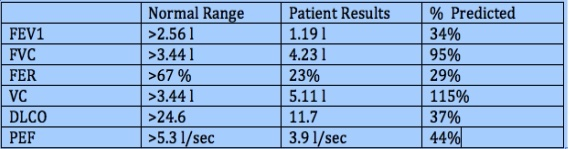 Normal Range Patient Results % Predicted
FEV1 >2.56 l 1.19 l 34%
FVC >3.44 l 4.23 l 95%
FER >67 % 23% 29%
VC >3.44 l 5.11 l 115%
DLCO >24.6 11.7 37%
PEF >5.3 l/sec 3.9 l/sec 44%